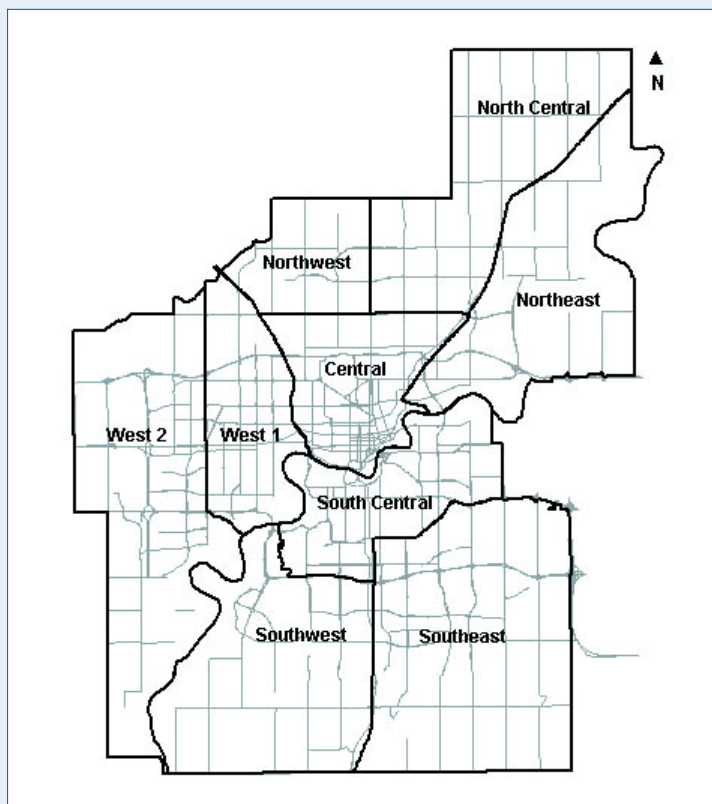 N
North Central
Northwest
Northeast
Central
West 2
West 1
South Central
Southwest
Southeast